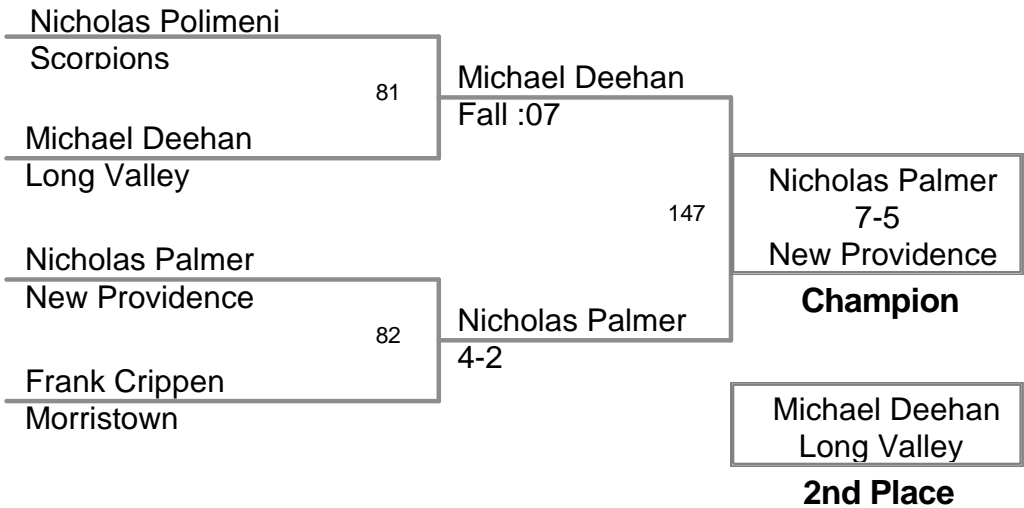 Nicholas Polimeni
Scorpions
81
Michael Deehan
Long Valley
Michael Deehan
Fall :07
Nicholas Palmer
New Providence
82
Frank Crippen
Morristown
Nicholas Palmer
4-2
147
Nicholas Palmer
7-5
New Providence
Champion
Michael Deehan
Long Valley
2nd Place